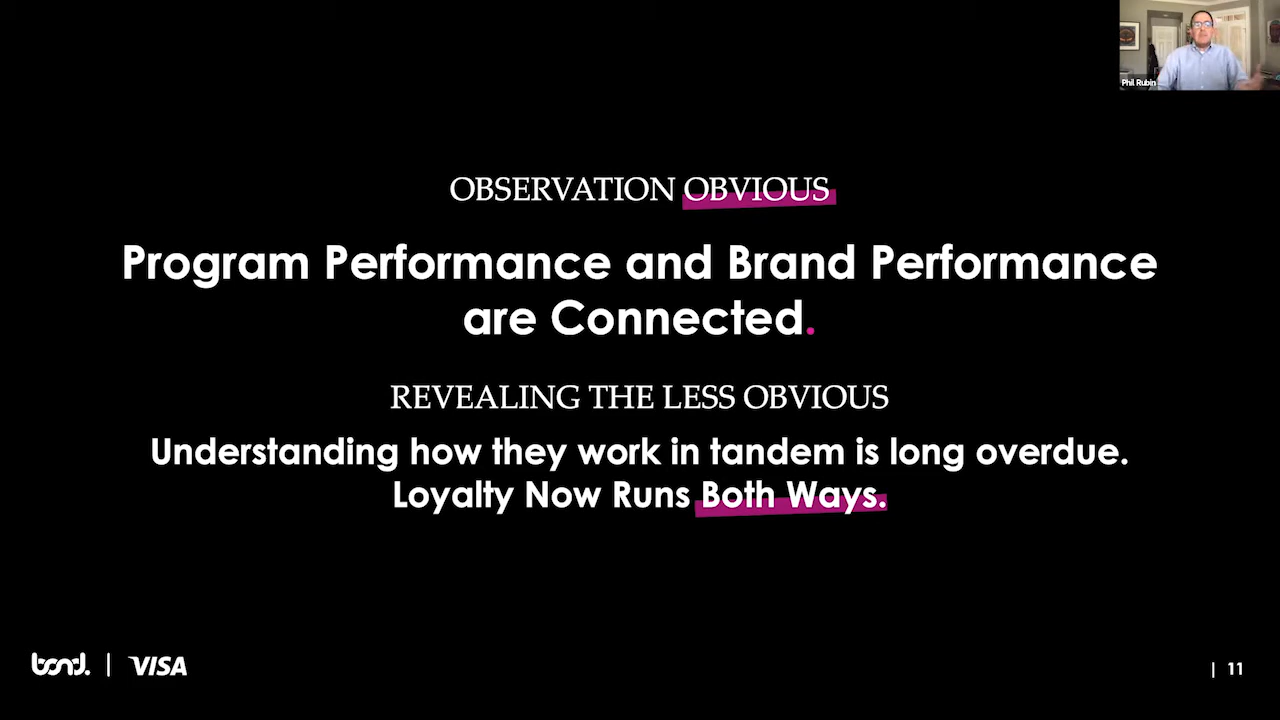 Phil Rubin
OBSERVATION OBVIOUS
Program Performance and Brand Performance
are Connected.
REVEALING THE LESS OBVIOUS
Understanding how they work in tandem is long overdue.
Loyalty Now Runs Both Ways.
bond. | VISA
| 11